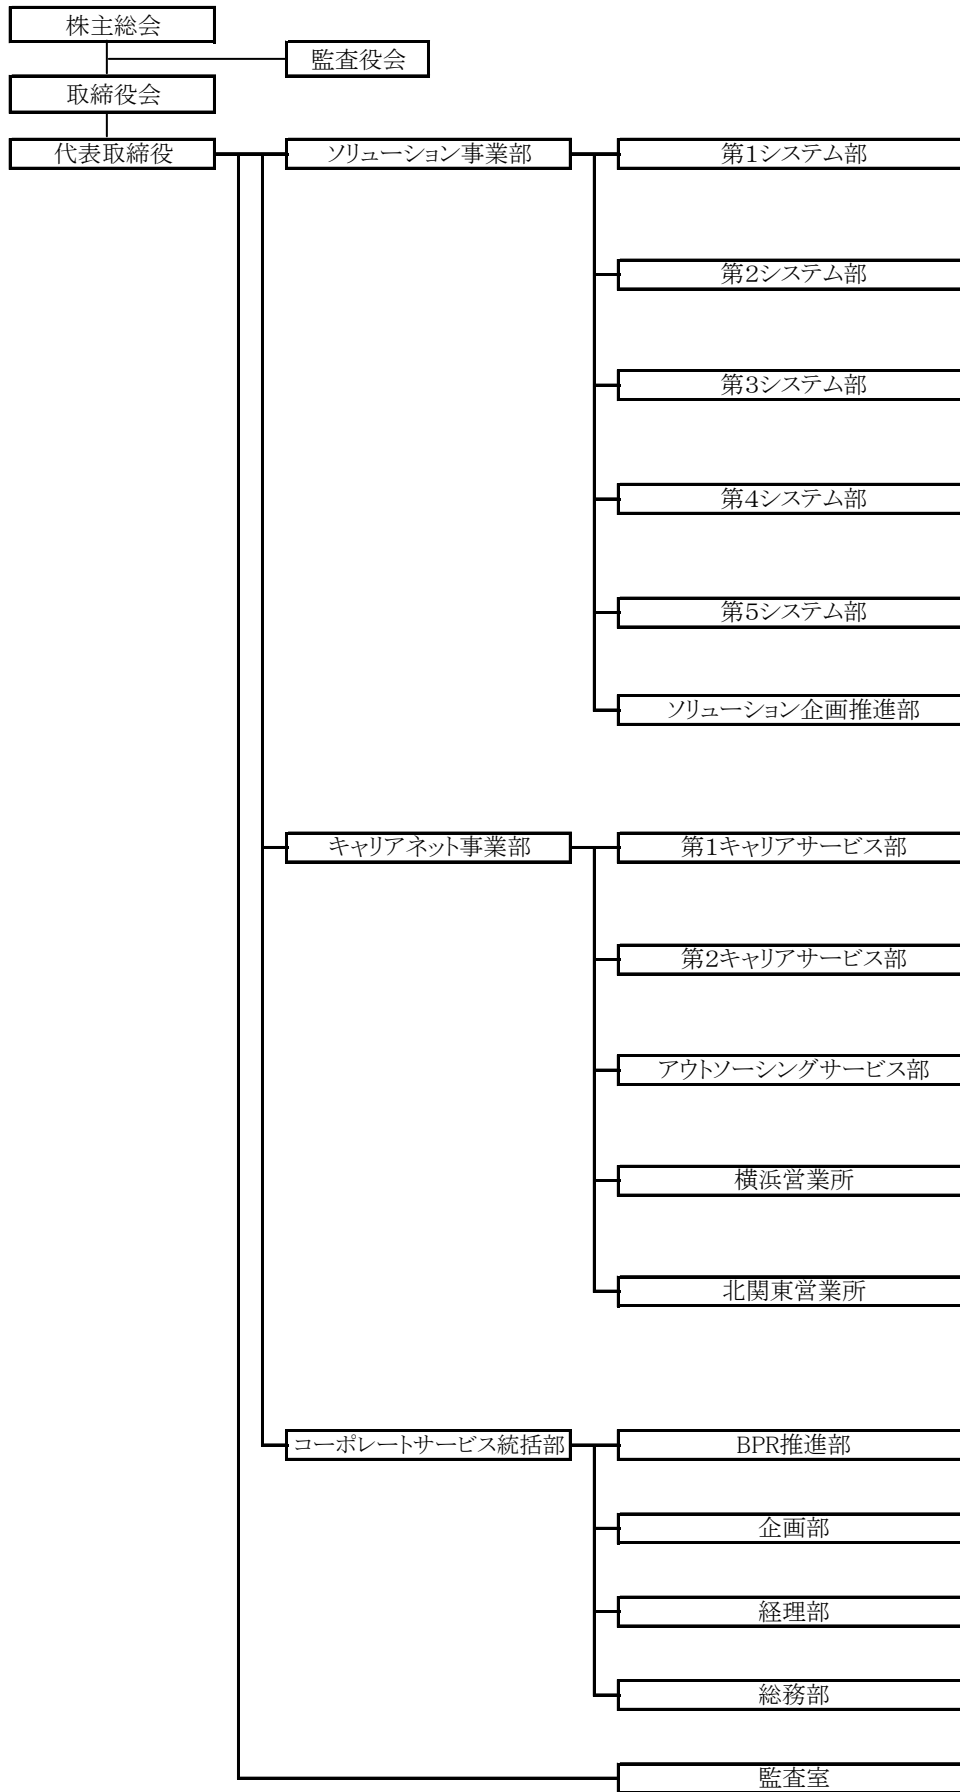 株主総会
監査役会
取締役会
代表取締役
ソリューション事業部
第1システム部
第2システム部
第3システム部
第4システム部
第5システム部
ソリューション企画推進部
キャリアネット事業部
第1キャリアサービス部
第2キャリアサービス部
アウトソーシングサービス部
横浜営業所
北関東営業所
コーポレートサービス統括部
BPR推進部
企画部
経理部
総務部
監査室